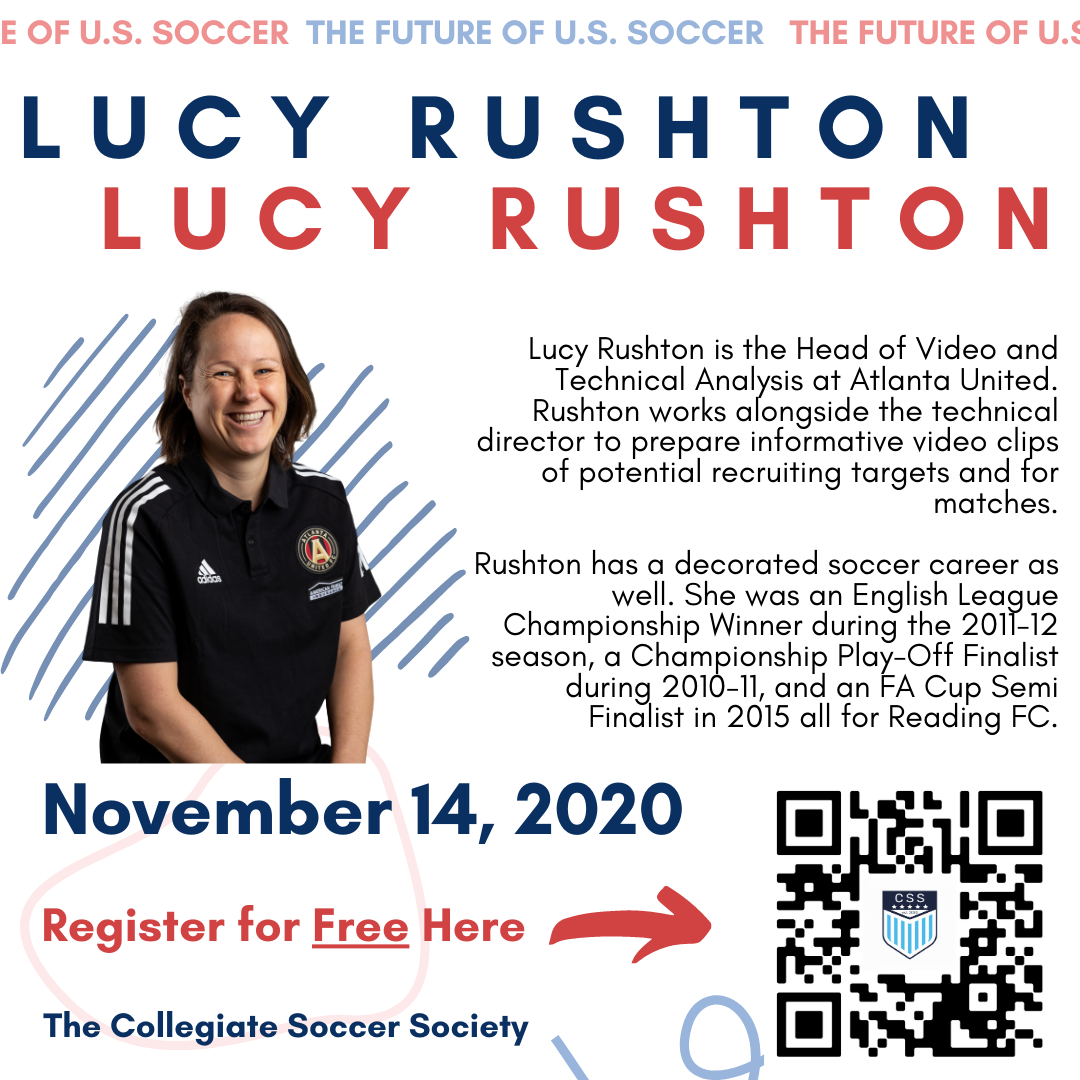 E OF U.S. SOCCER THE FUTURE OF U.S. SOCCER THE FUTURE OF U.S
LUCY RUSHTON
LUCY RUSHTON
Lucy Rushton is the Head of Video and
Technical Analysis at Atlanta United.
Rushton works alongside the technical
director to prepare informative video clips
of potential recruiting targets and for
matches.
Rushton has a decorated soccer career as
well. She was an English League
Championship Winner during the 2011-12
season, a Championship Play-Off Finalist
during 2010-11, and an FA Cup Semi
Finalist in 2015 all for Reading FC.
adidas
ATLANTA
A
UNITED FC
November 14, 2020
Register for Free Here
CSS
The Collegiate Soccer Society